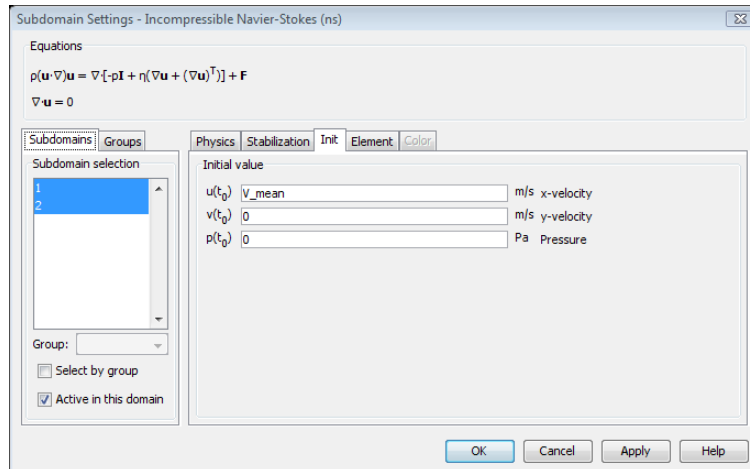 Subdomain Settings - Incompressible Navier-Stokes (ns)
Equations
ρ(u·∇)u = ∇·[-pI + η(∇u + (∇u)ᵀ)] + F
∇·u = 0
Subdomains Groups
Subdomain selection
1
2
Group:
Select by group
Active in this domain
Physics Stabilization Init Element Color
Initial value
u(t₀) V_mean m/s x-velocity
v(t₀) 0 m/s y-velocity
p(t₀) 0 Pa Pressure
OK Cancel Apply Help